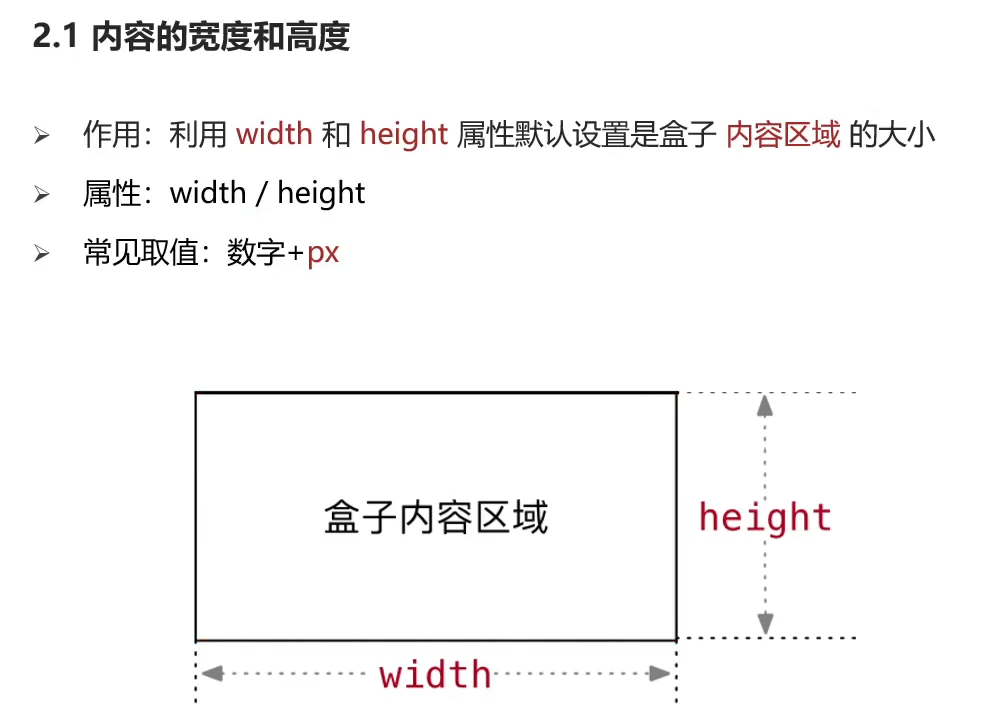 2.1 内容的宽度和高度
作用：利用 width 和 height 属性默认设置是盒子 内容区域 的大小
属性：width / height
常见取值：数字+px
盒子内容区域
height
width